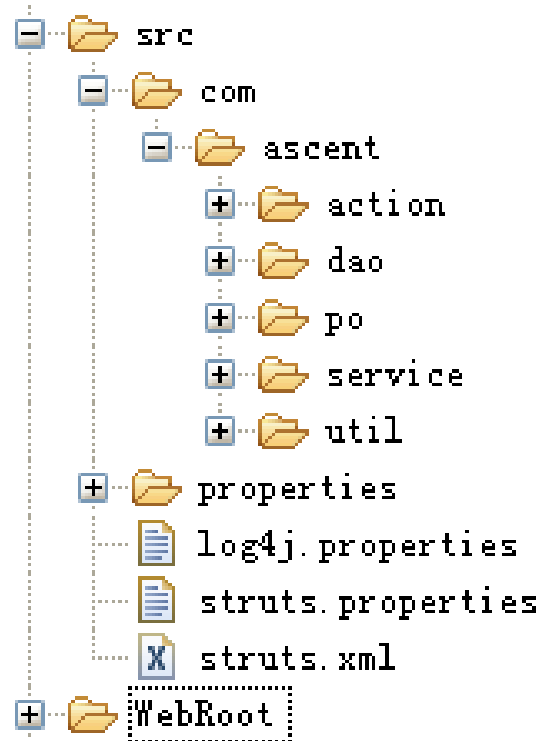 src
com
ascent
action
dao
po
service
util
properties
log4j.properties
struts.properties
struts.xml
WebRoot